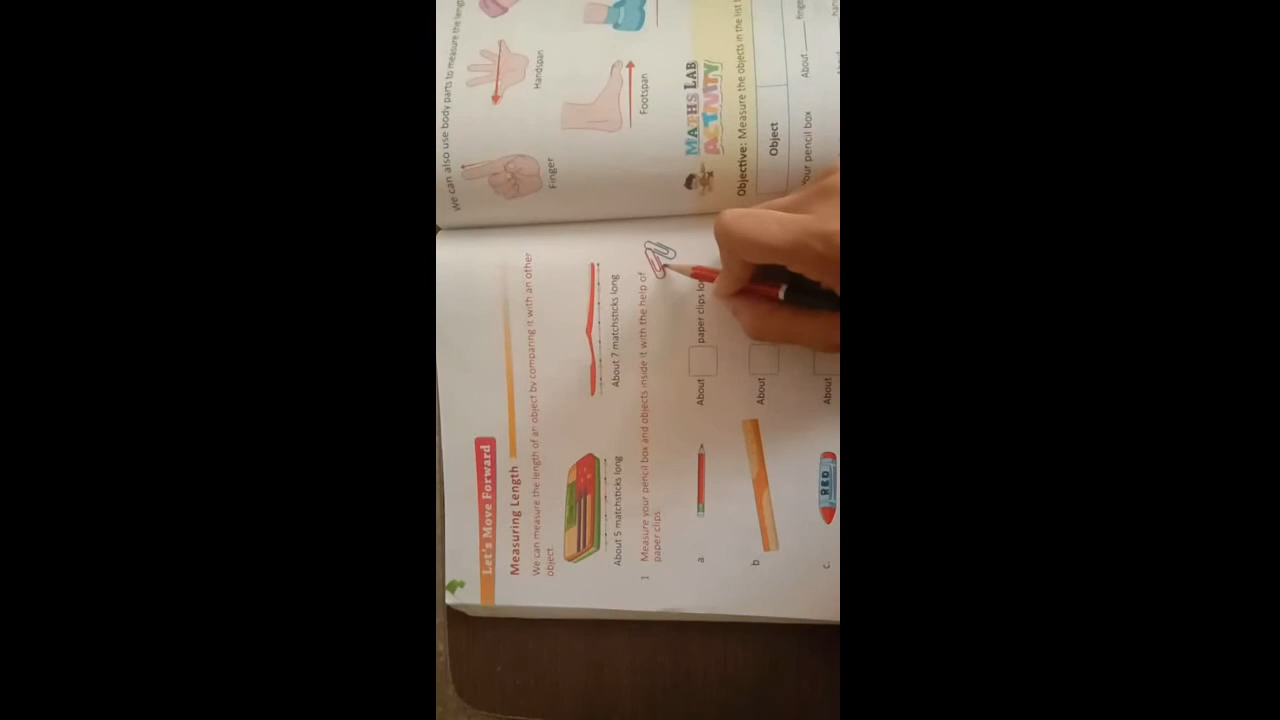 Let's Move Forward
Measuring Length
We can measure the length of an object by comparing it with an other
object.
About 5 matchsticks long
About 7 matchsticks long
1 Measure your pencil box and objects inside it with the help of
paper clips.
a. About paper clips
b About
c. RED About
We can also use body parts to measure the
Finger
Handspan
Footspan
MATHS LAB
ACTIVITY
Objective: Measure the objects in the list
Object
your pencil box About ____
About